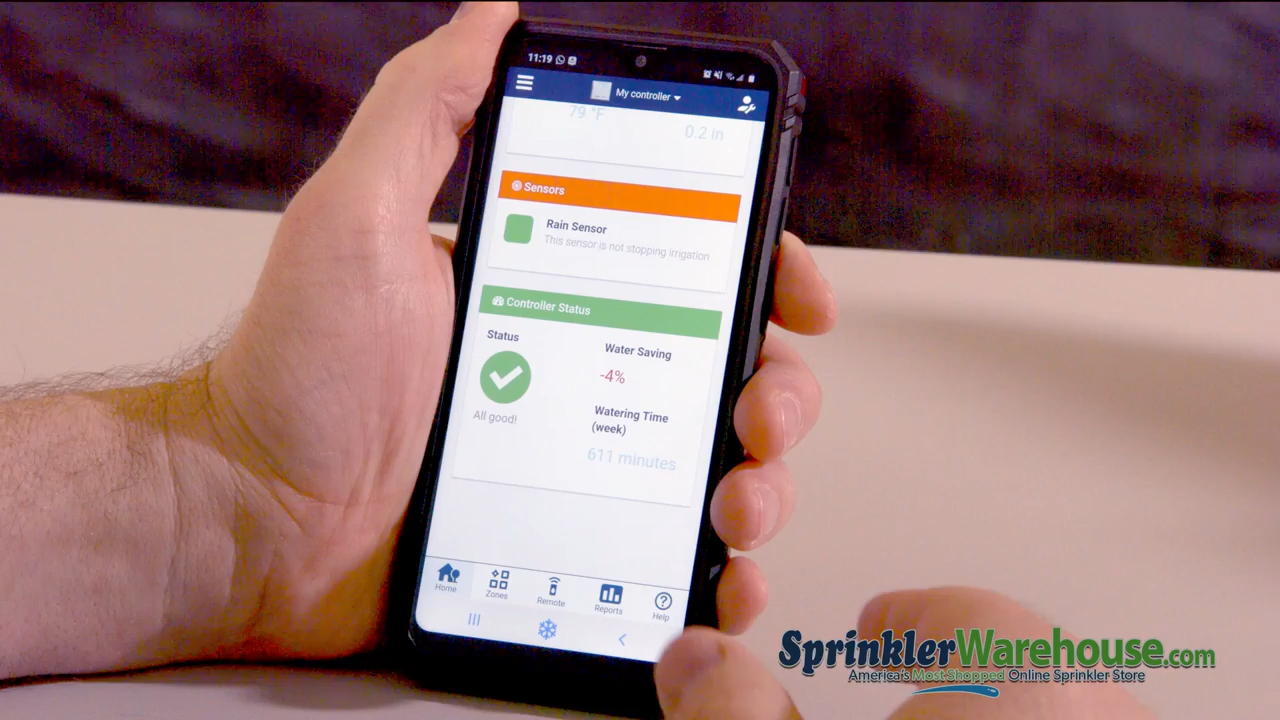 11:19
My controller
79 °F
0.2 in
Sensors
Rain Sensor
This sensor is not stopping irrigation
Controller Status
Status
Water Saving
-4%
All good!
Watering Time
(week)
611 minutes
Home
Zones
Remote
Reports
Help
SprinklerWarehouse.com
America's Most Shopped Online Sprinkler Store